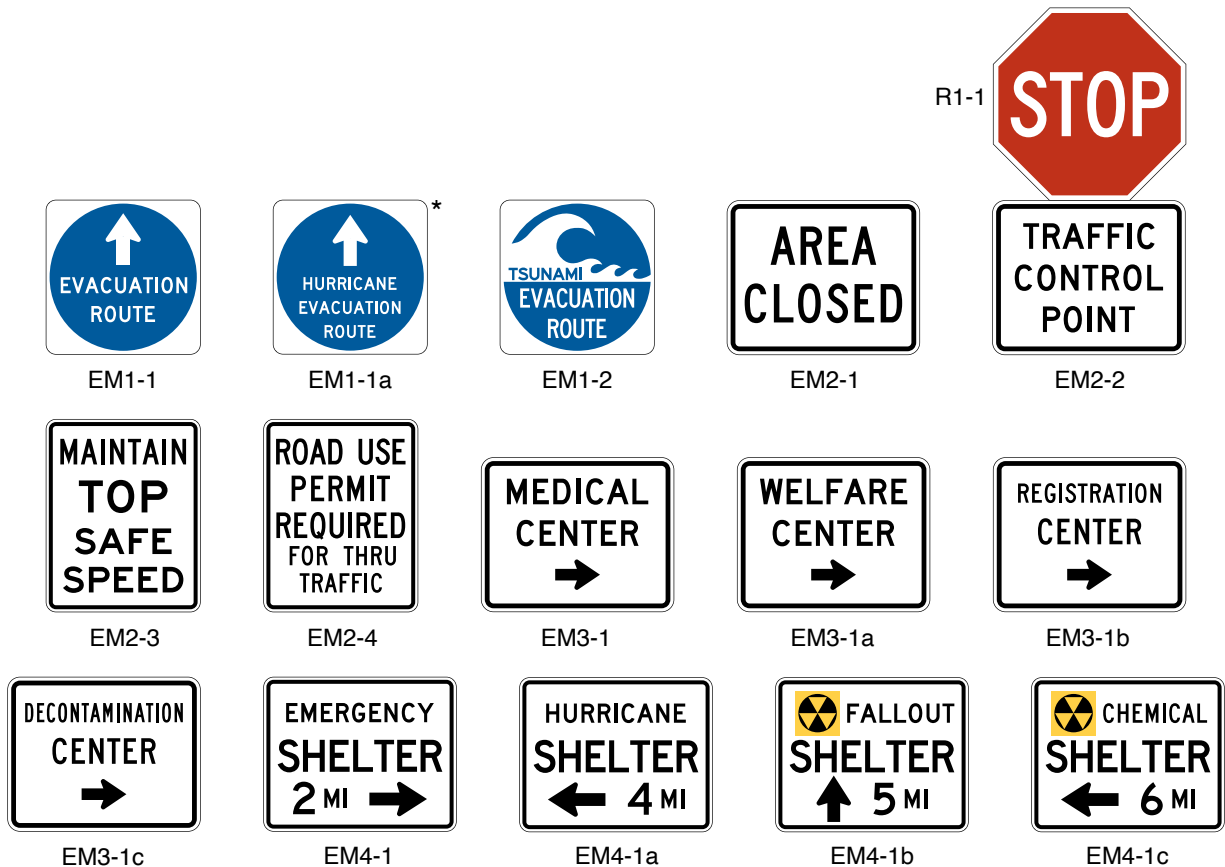 R1-1
STOP
EVACUATION
ROUTE
EM1-1
*
HURRICANE
EVACUATION
ROUTE
EM1-1a
TSUNAMI
EVACUATION
ROUTE
EM1-2
AREA
CLOSED
EM2-1
TRAFFIC
CONTROL
POINT
EM2-2
MAINTAIN
TOP
SAFE
SPEED
EM2-3
ROAD USE
PERMIT
REQUIRED
FOR THRU
TRAFFIC
EM2-4
MEDICAL
CENTER
EM3-1
WELFARE
CENTER
EM3-1a
REGISTRATION
CENTER
EM3-1b
DECONTAMINATION
CENTER
EM3-1c
EMERGENCY
SHELTER
2 MI
EM4-1
HURRICANE
SHELTER
4 MI
EM4-1a
FALLOUT
SHELTER
5 MI
EM4-1b
CHEMICAL
SHELTER
6 MI
EM4-1c